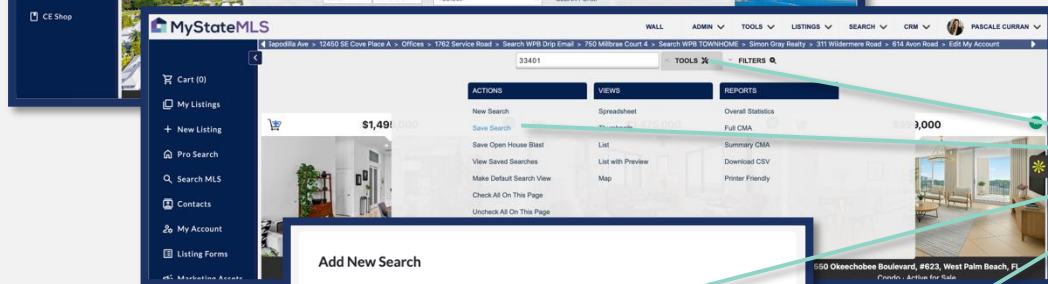 CE Shop
MyStateMLS
WALL ADMIN TOOLS LISTINGS SEARCH CRM PASCALE CURRAN
Sapodilla Ave > 12450 SE Cove Place A > Offices > 1762 Service Road > Search WPB Drip Email > 750 Millbrae Court 4 > Search WPB TOWNHOME > Simon Gray Realty > 311 Wildermere Road > 614 Avon Road > Edit My Account
33401 TOOLS FILTERS
Cart (0)
My Listings
+ New Listing
Pro Search
Search MLS
Contacts
My Account
Listing Forms
Marketing Assets
ACTIONS
New Search
Save Search
Save Open House Blast
View Saved Searches
Make Default Search View
Check All On This Page
Uncheck All On This Page
VIEWS
Spreadsheet
Thumbnails
List
List with Preview
Map
REPORTS
Overall Statistics
Full CMA
Summary CMA
Download CSV
Printer Friendly
550 Okeechobee Boulevard, #623, West Palm Beach, FL
Condo - Active for Sale
Add New Search